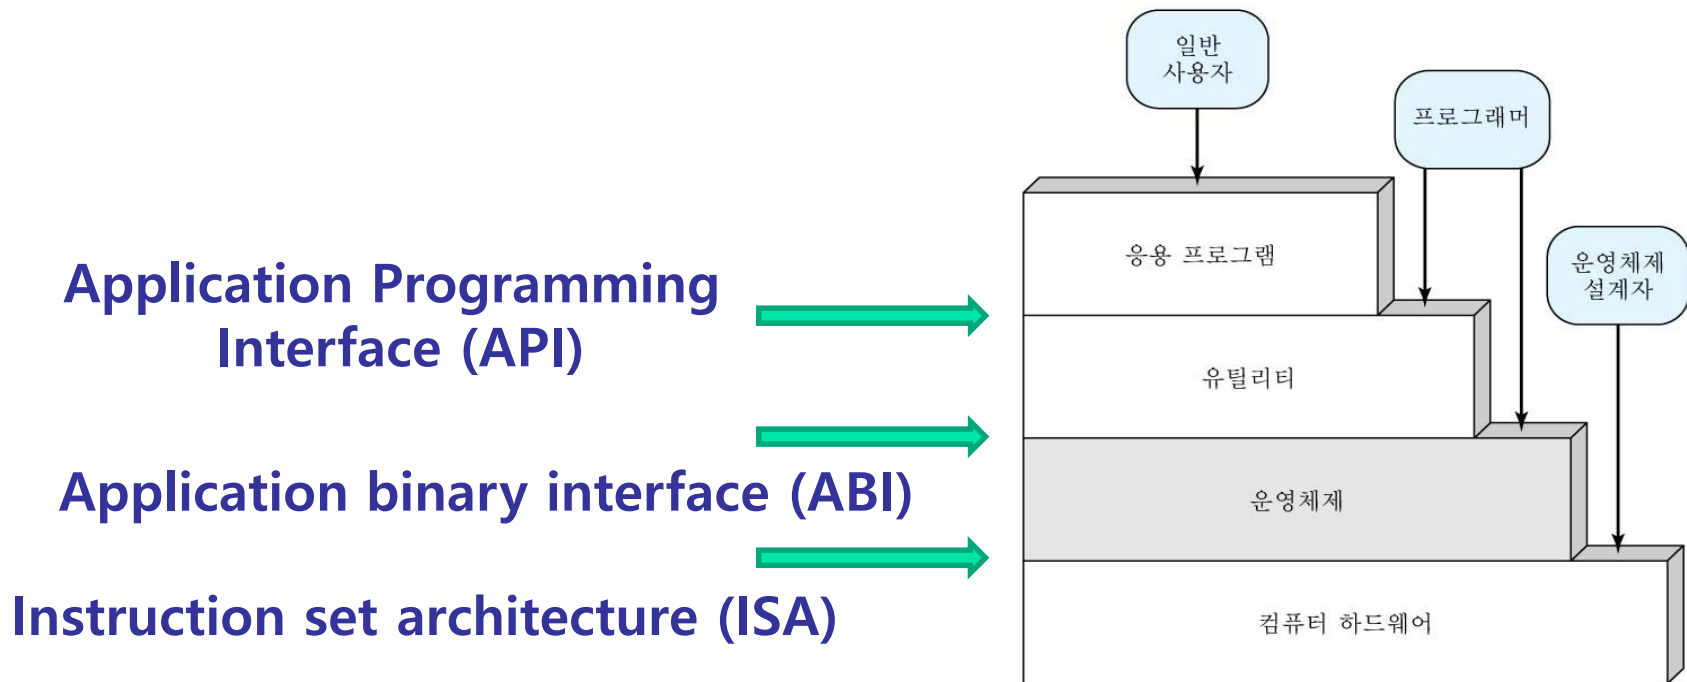 Application Programming
Interface (API)
Application binary interface (ABI)
Instruction set architecture (ISA)
일반
사용자
프로그래머
운영체제
설계자
응용 프로그램
유틸리티
운영체제
컴퓨터 하드웨어